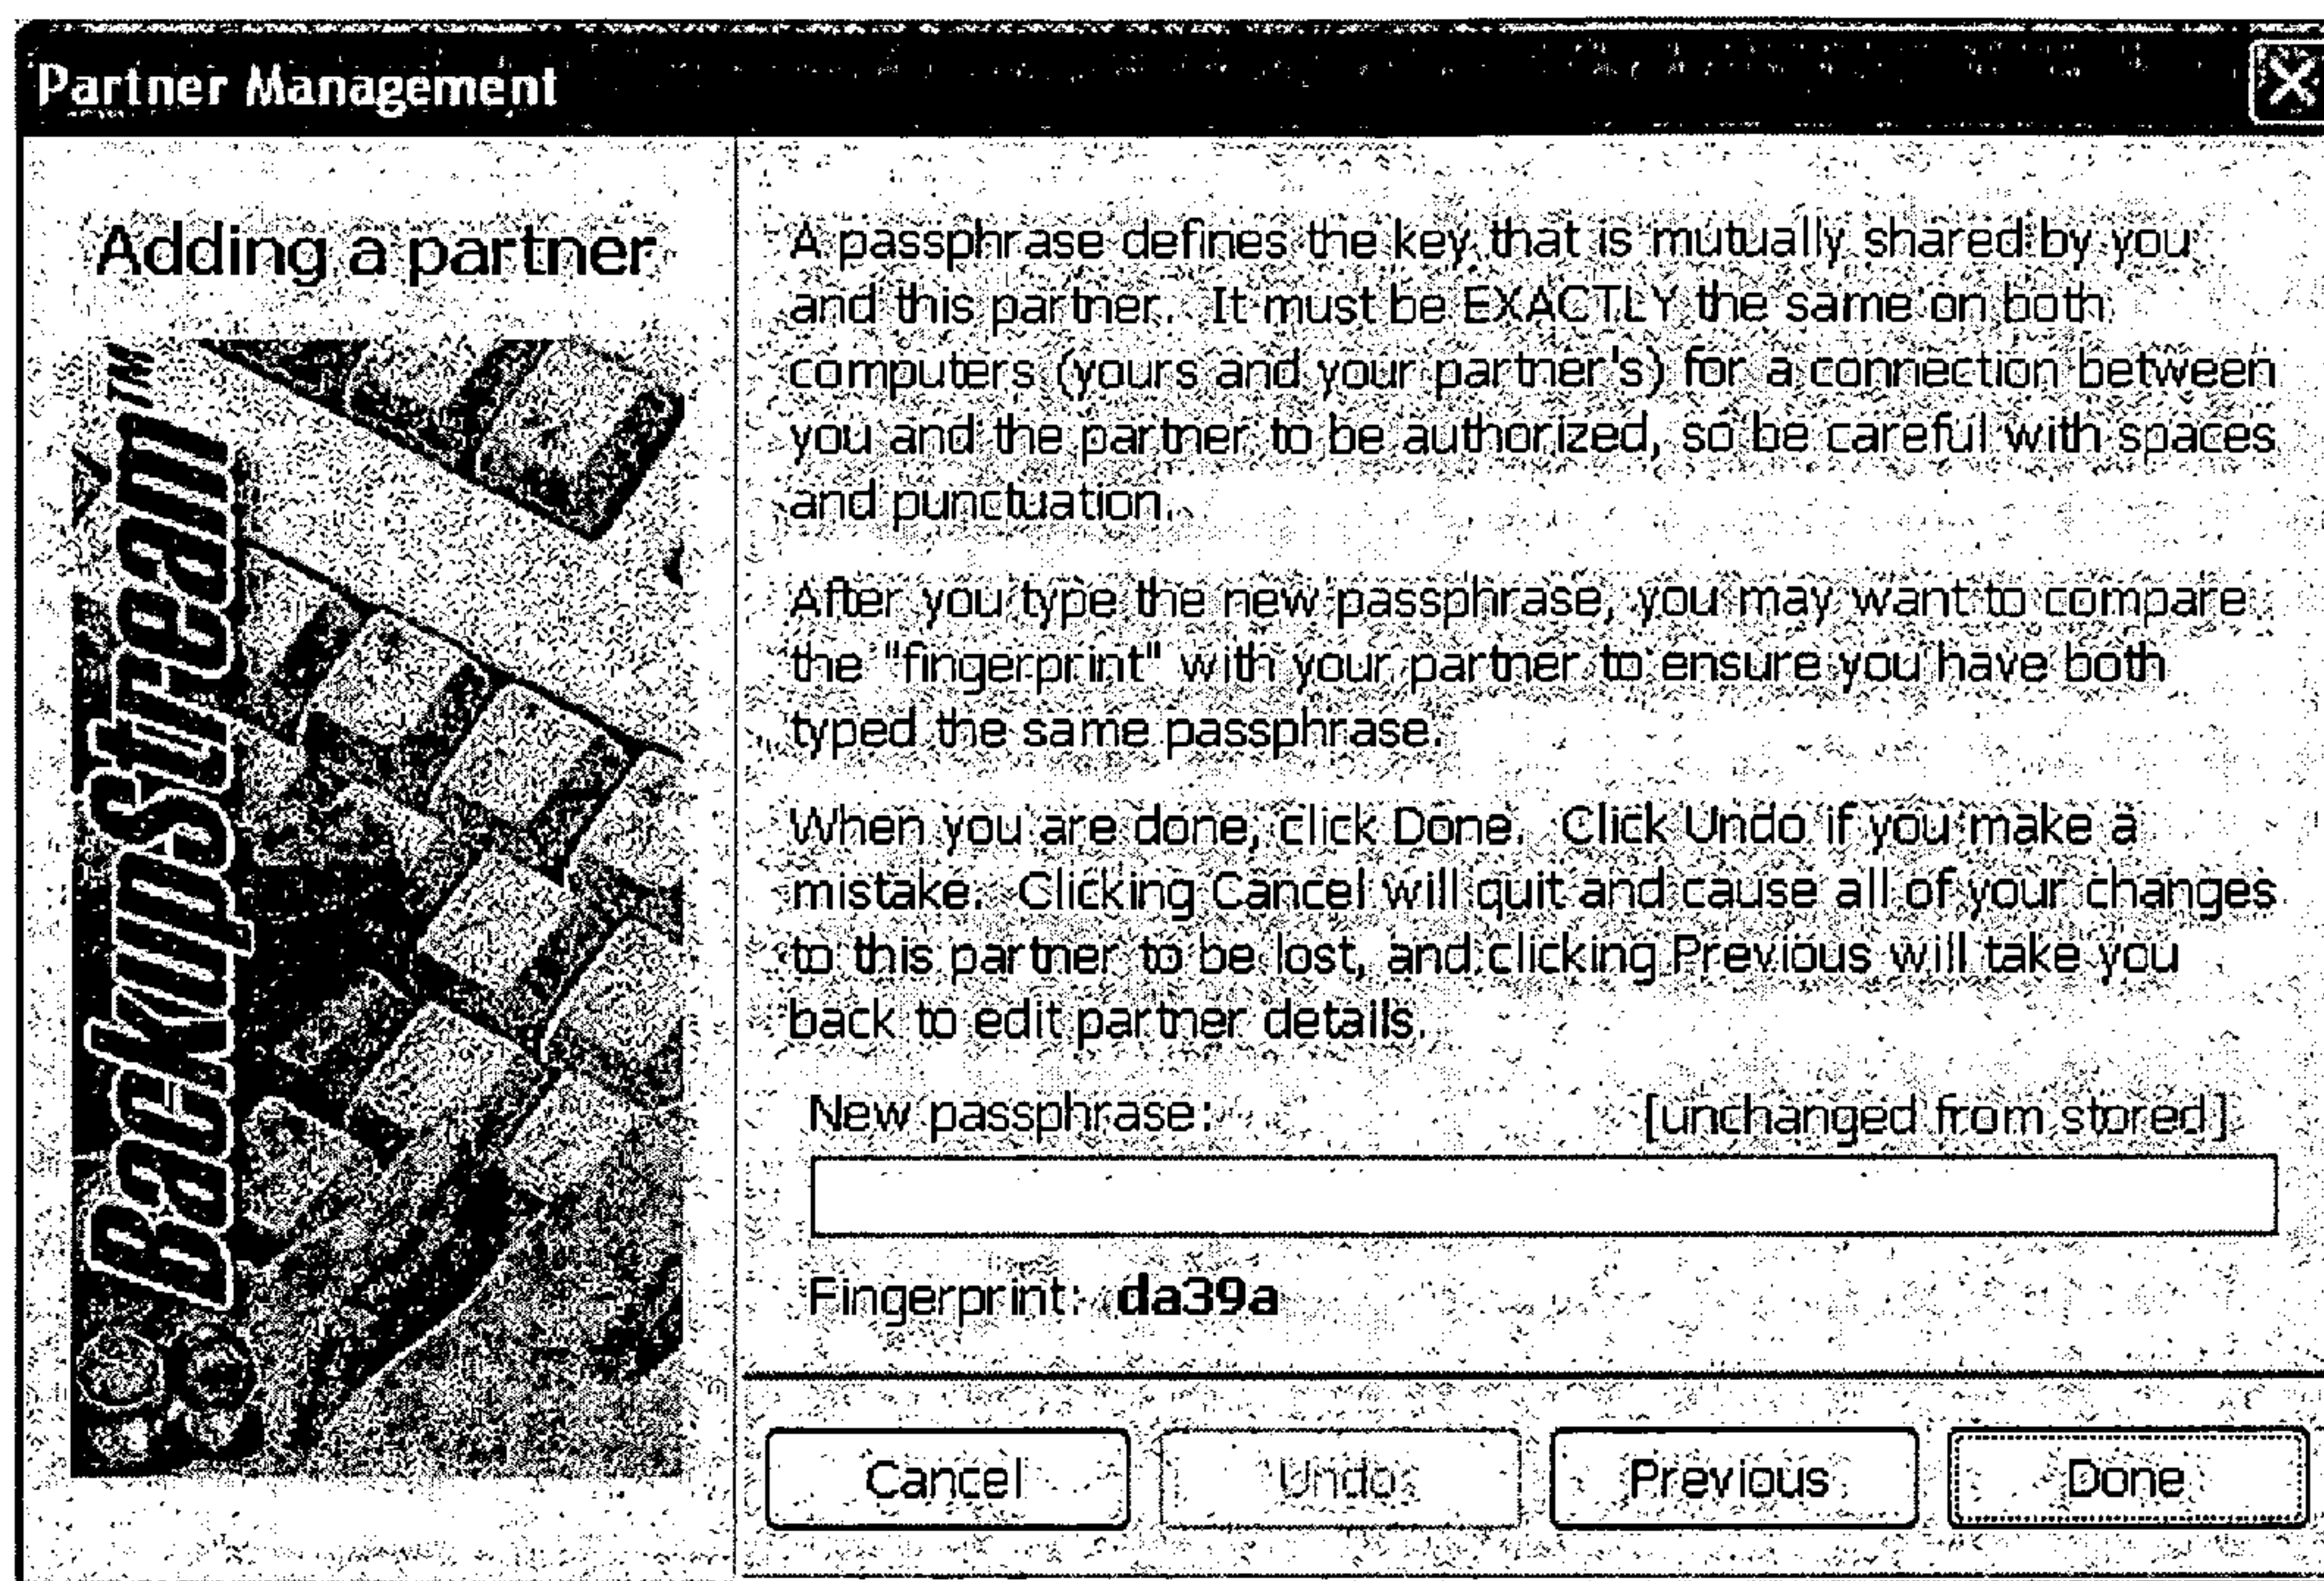 Partner Management
Adding a partner
BackupStream™
A passphrase defines the key that is mutually shared by you
and this partner. It must be EXACTLY the same on both
computers (yours and your partner's) for a connection between
you and the partner to be authorized, so be careful with spaces
and punctuation.
After you type the new passphrase, you may want to compare
the "fingerprint" with your partner to ensure you have both
typed the same passphrase.
When you are done, click Done. Click Undo if you make a
mistake. Clicking Cancel will quit and cause all of your changes
to this partner to be lost, and clicking Previous will take you
back to edit partner details.
New passphrase: [unchanged from stored]
Fingerprint: da39a
Cancel Undo Previous Done